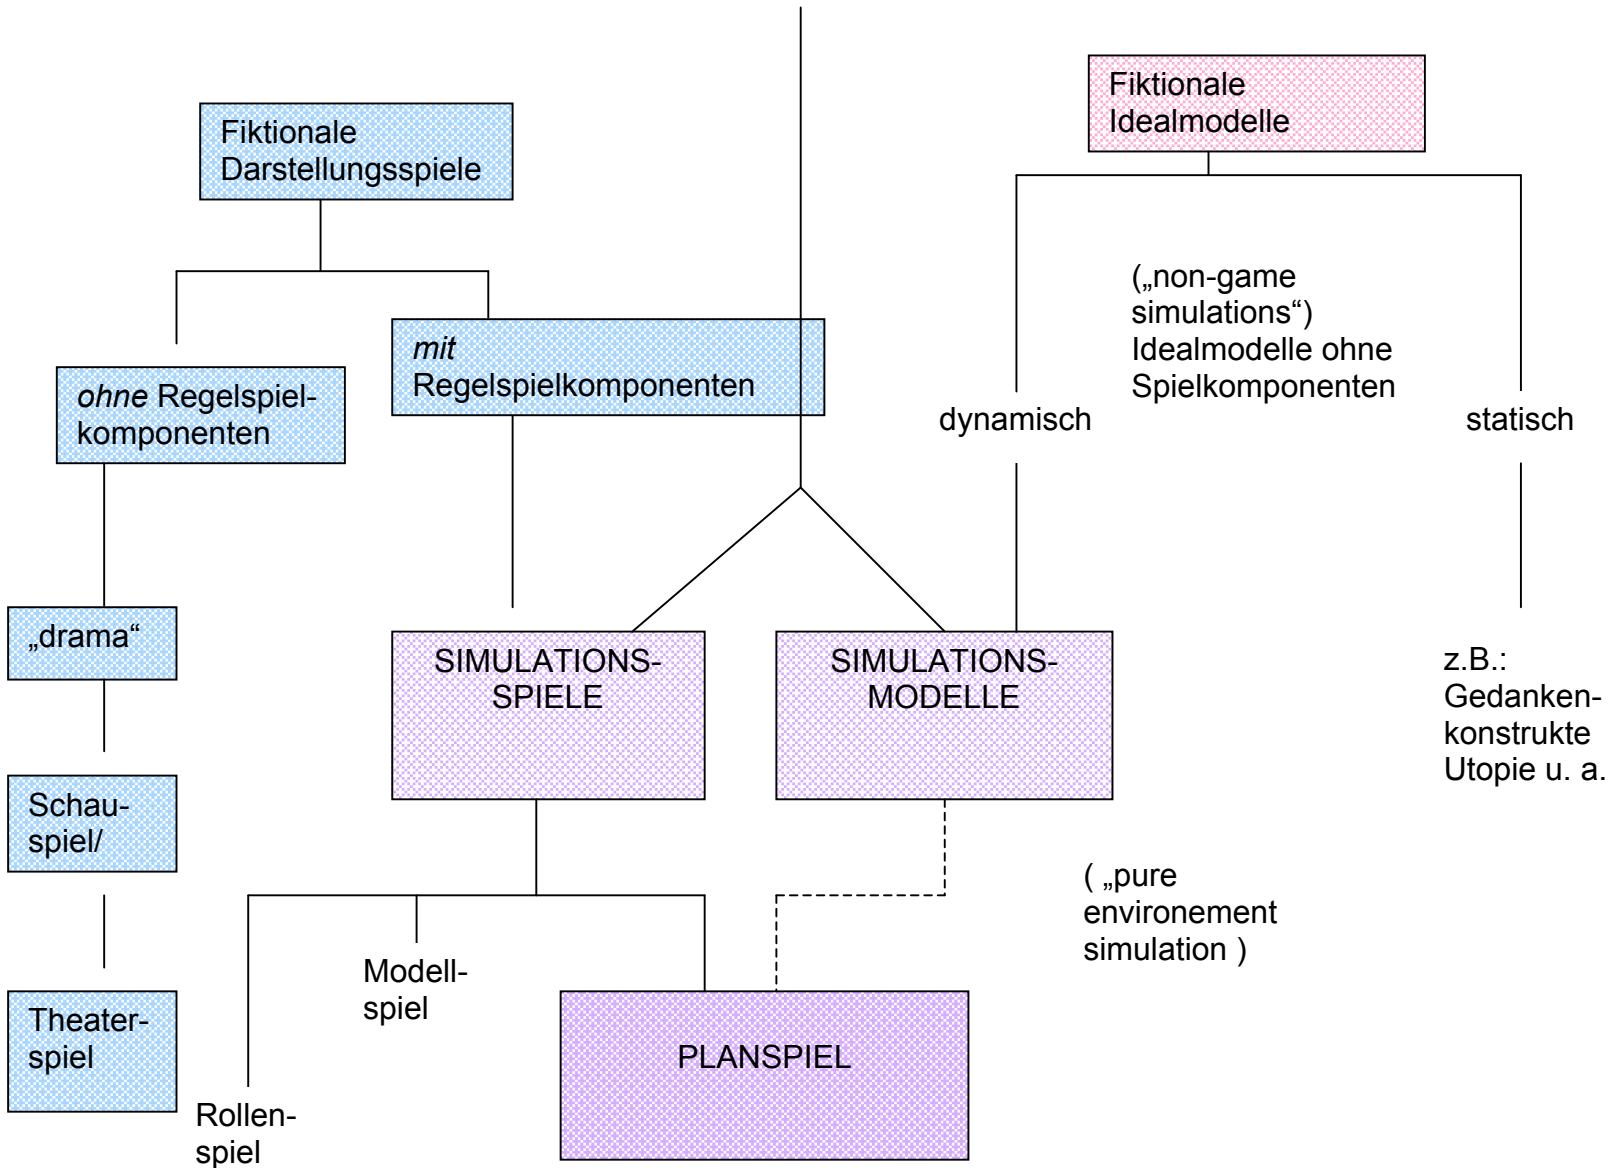 Fiktionale
Idealmodelle
Fiktionale
Darstellungsspiele
(„non-game
simulations“)
Idealmodelle ohne
Spielkomponenten
mit
Regelspielkomponenten
ohne Regelspiel-
komponenten
dynamisch
statisch
„drama“
SIMULATIONS-
SPIELE
SIMULATIONS-
MODELLE
z.B.:
Gedanken-
konstrukte
Utopie u. a.
Schau-
spiel/
( „pure
environement
simulation )
Modell-
spiel
Theater-
spiel
PLANSPIEL
Rollen-
spiel